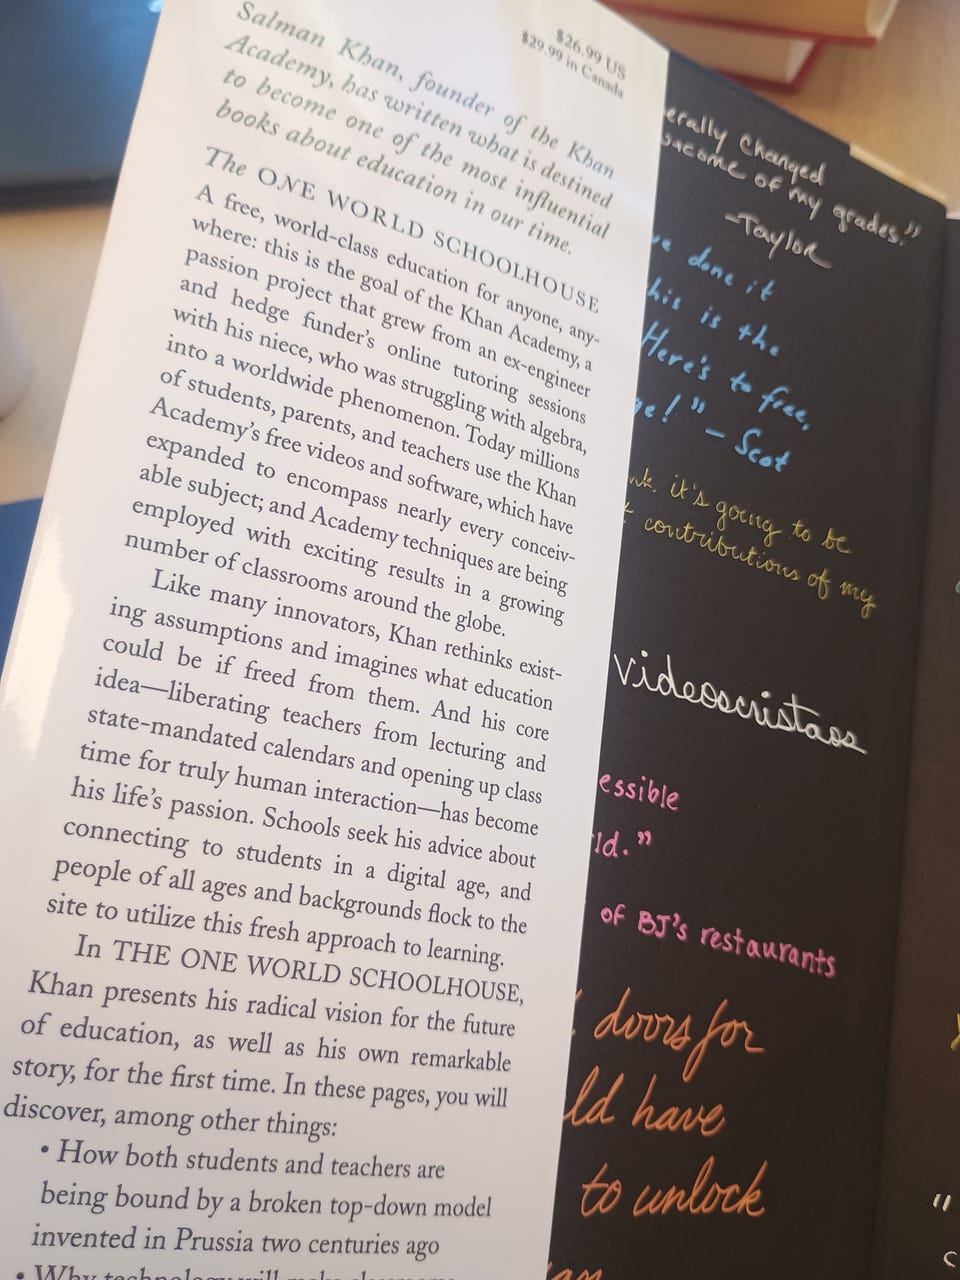 $26.99 US
$29.99 in Canada
Salman Khan, founder of the Khan
Academy, has written what is destined
to become one of the most influential
books about education in our time.
The ONE WORLD SCHOOLHOUSE
A free, world-class education for anyone, any-
where: this is the goal of the Khan Academy, a
passion project that grew from an ex-engineer
and hedge funder's online tutoring sessions
with his niece, who was struggling with algebra,
into a worldwide phenomenon. Today millions
of students, parents, and teachers use the Khan
Academy's free videos and software, which have
expanded to encompass nearly every conceiv-
able subject; and Academy techniques are being
employed with exciting results in a growing
number of classrooms around the globe.
Like many innovators, Khan rethinks exist-
ing assumptions and imagines what education
could be if freed from them. And his core
idea—liberating teachers from lecturing and
state-mandated calendars and opening up class
time for truly human interaction—has become
his life's passion. Schools seek his advice about
connecting to students in a digital age, and
people of all ages and backgrounds flock to the
site to utilize this fresh approach to learning.
In THE ONE WORLD SCHOOLHOUSE,
Khan presents his radical vision for the future
of education, as well as his own remarkable
story, for the first time. In these pages, you will
discover, among other things:
• How both students and teachers are
being bound by a broken top-down model
invented in Prussia two centuries ago
• Why technology will make
erally changed
of my grades."
-Taylor
done it
his is the
Here's to free,
ge!" - Scot
it's going to be
contributions of my
videoscristaos
essible
ld."
of BJ's restaurants
doors for
ld have
to unlock